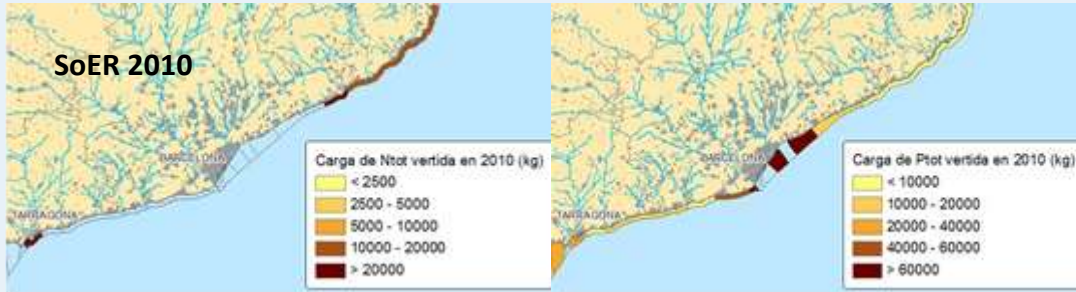 SoER 2010
BARCELONA
TARRAGONA
Carga de Ntot vertida en 2010 (kg)
< 2500
2500 - 5000
5000 - 10000
10000 - 20000
> 20000
BARCELONA
TARRAGONA
Carga de Ptot vertida en 2010 (kg)
< 10000
10000 - 20000
20000 - 40000
40000 - 60000
> 60000